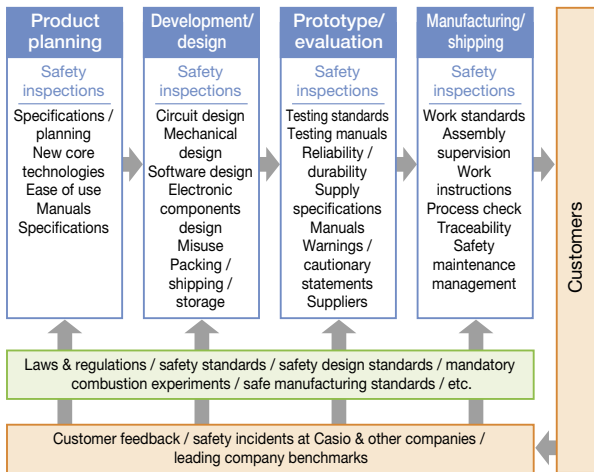 Product
planning
Safety
inspections
Specifications /
planning
New core
technologies
Ease of use
Manuals
Specifications
Development/
design
Safety
inspections
Circuit design
Mechanical
design
Software design
Electronic
components
design
Misuse
Packing /
shipping /
storage
Prototype/
evaluation
Safety
inspections
Testing standards
Testing manuals
Reliability /
durability
Supply
specifications
Manuals
Warnings /
cautionary
statements
Suppliers
Manufacturing/
shipping
Safety
inspections
Work standards
Assembly
supervision
Work
instructions
Process check
Traceability
Safety
maintenance
management
Customers
Laws & regulations / safety standards / safety design standards / mandatory
combustion experiments / safe manufacturing standards / etc.
Customer feedback / safety incidents at Casio & other companies /
leading company benchmarks